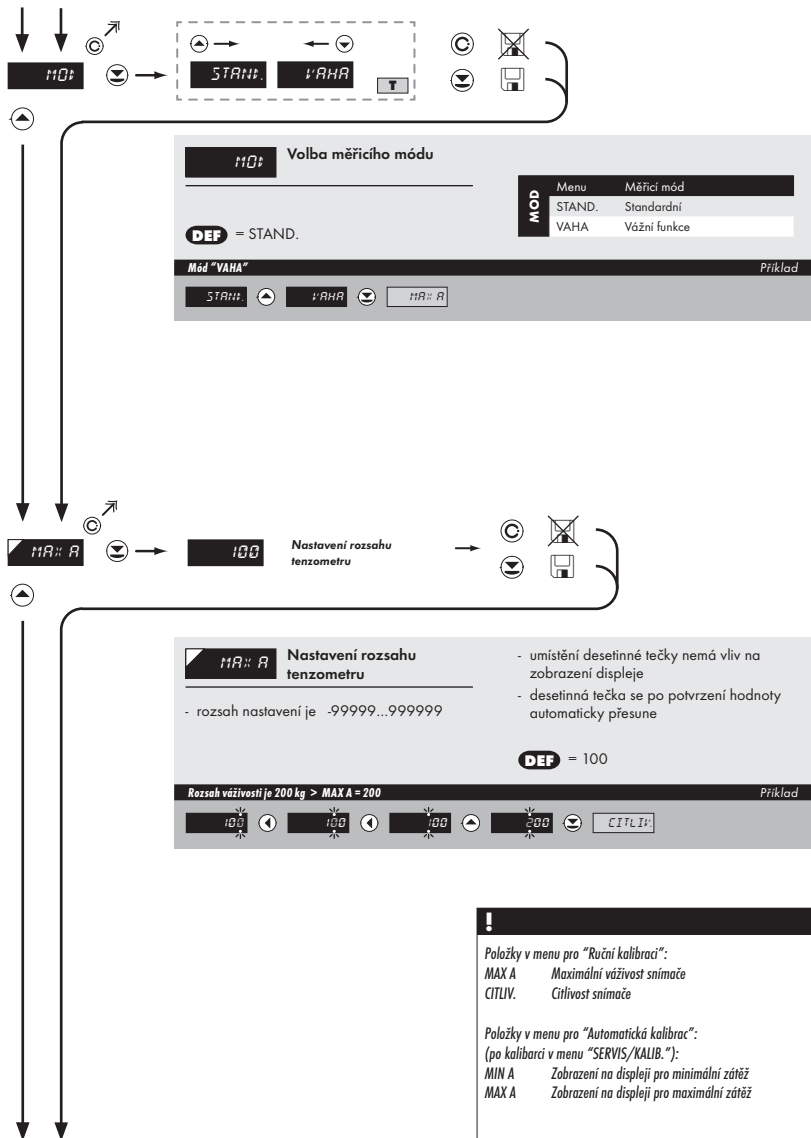 MOD
STAND. VAHA
T
MOD Volba měřicího módu
DEF = STAND.
MOD
Menu Měřicí mód
STAND. Standardní
VAHA Vážní funkce
Mód "VAHA" Příklad
STAND. VAHA MAX A
MAX A 100 Nastavení rozsahu
tenzometru
MAX A Nastavení rozsahu
tenzometru
- rozsah nastavení je -99999...999999
- umístění desetinné tečky nemá vliv na
zobrazení displeje
- desetinná tečka se po potvrzení hodnoty
automaticky přesune
DEF = 100
Rozsah váživosti je 200 kg > MAX A = 200 Příklad
100 100 100 200 CITLIV.
!
Položky v menu pro "Ruční kalibraci":
MAX A Maximální váživost snímače
CITLIV. Citlivost snímače
Položky v menu pro "Automatická kalibrac":
(po kalibarci v menu "SERVIS/KALIB."):
MIN A Zobrazení na displeji pro minimální zátěž
MAX A Zobrazení na displeji pro maximální zátěž